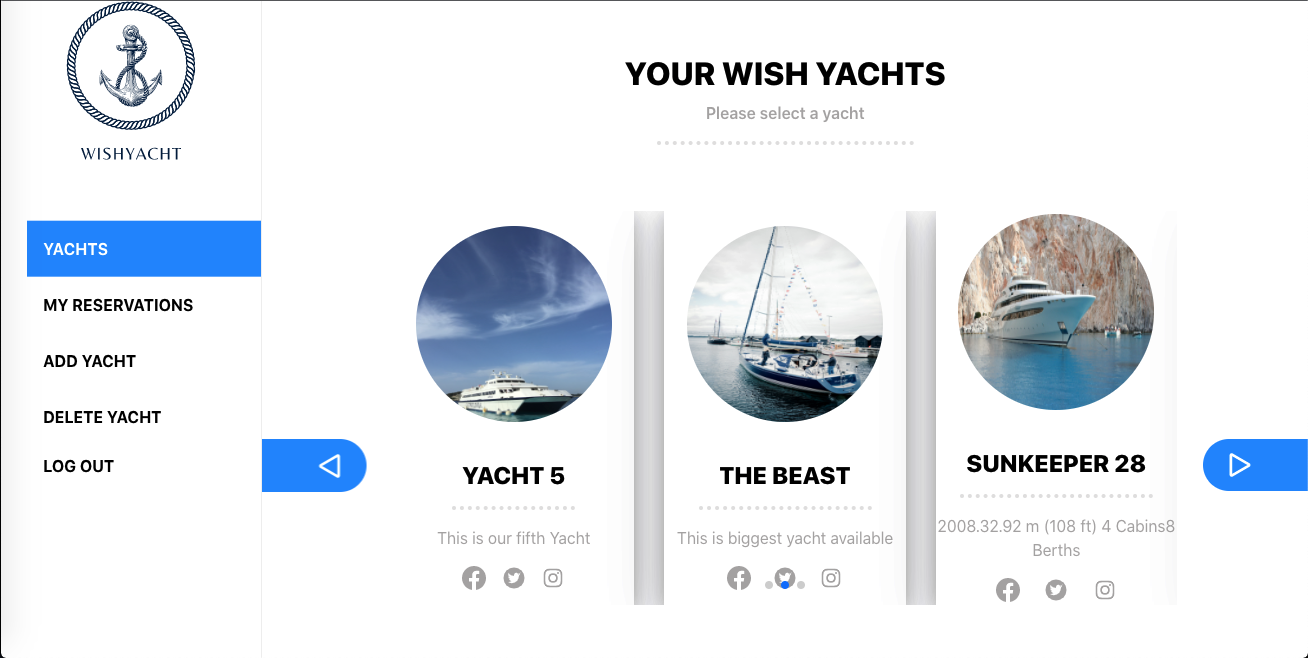 WISHYACHT
YACHTS
MY RESERVATIONS
ADD YACHT
DELETE YACHT
LOG OUT
YOUR WISH YACHTS
Please select a yacht
YACHT 5
This is our fifth Yacht
THE BEAST
This is biggest yacht available
SUNKEEPER 28
2008.32.92 m (108 ft) 4 Cabins8
Berths